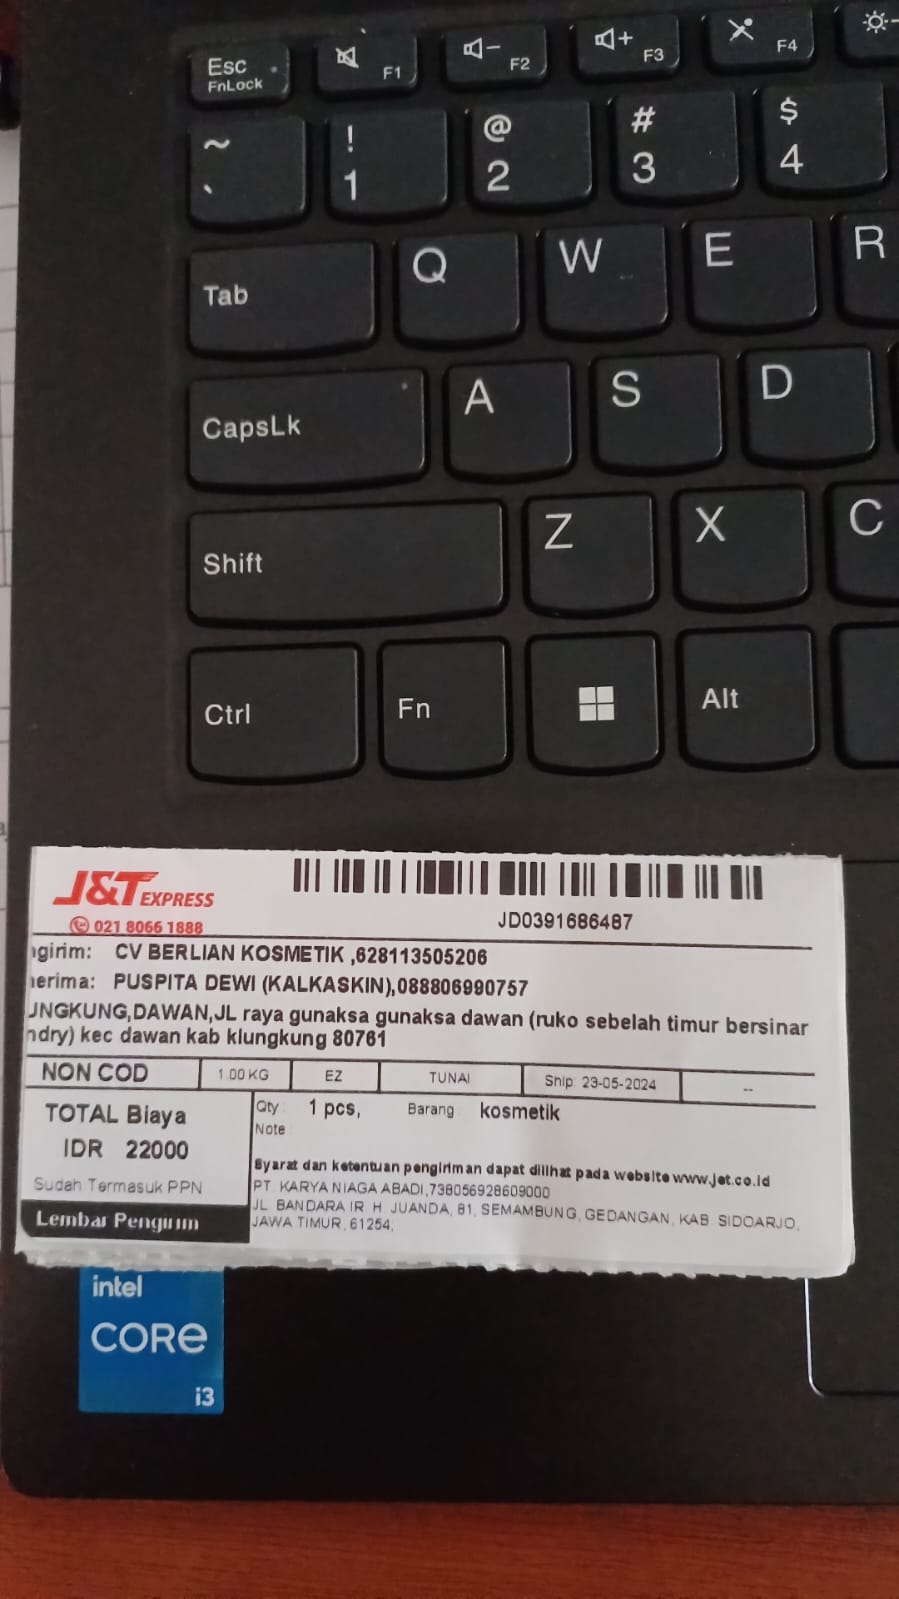 Esc
FnLock
F1
F2
F3
F4
~ `
! 1
@ 2
# 3
$ 4
Tab
Q
W
E
R
CapsLk
A
S
D
Shift
Z
X
C
Ctrl
Fn
Alt
J&T EXPRESS
021 8066 1888
JD0391686487
ngirim: CV BERLIAN KOSMETIK ,628113505206
nerima: PUSPITA DEWI (KALKASKIN),088806990757
UNGKUNG,DAWAN,JL raya gunaksa gunaksa dawan (ruko sebelah timur bersinar
ndry) kec dawan kab klungkung 80761
NON COD 1.00 KG EZ TUNAI Ship: 23-05-2024 --
TOTAL Biaya
IDR 22000
Sudah Termasuk PPN
Lembar Pengirim
Qty : 1 pcs, Barang kosmetik
Note
Syarat dan ketentuan pengiriman dapat dilihat pada website www.jet.co.id
PT. KARYA NIAGA ABADI,738056928609000
JL. BANDARA IR. H. JUANDA, 81, SEMAMBUNG, GEDANGAN, KAB. SIDOARJO,
JAWA TIMUR, 61254,
intel
CORe
i3